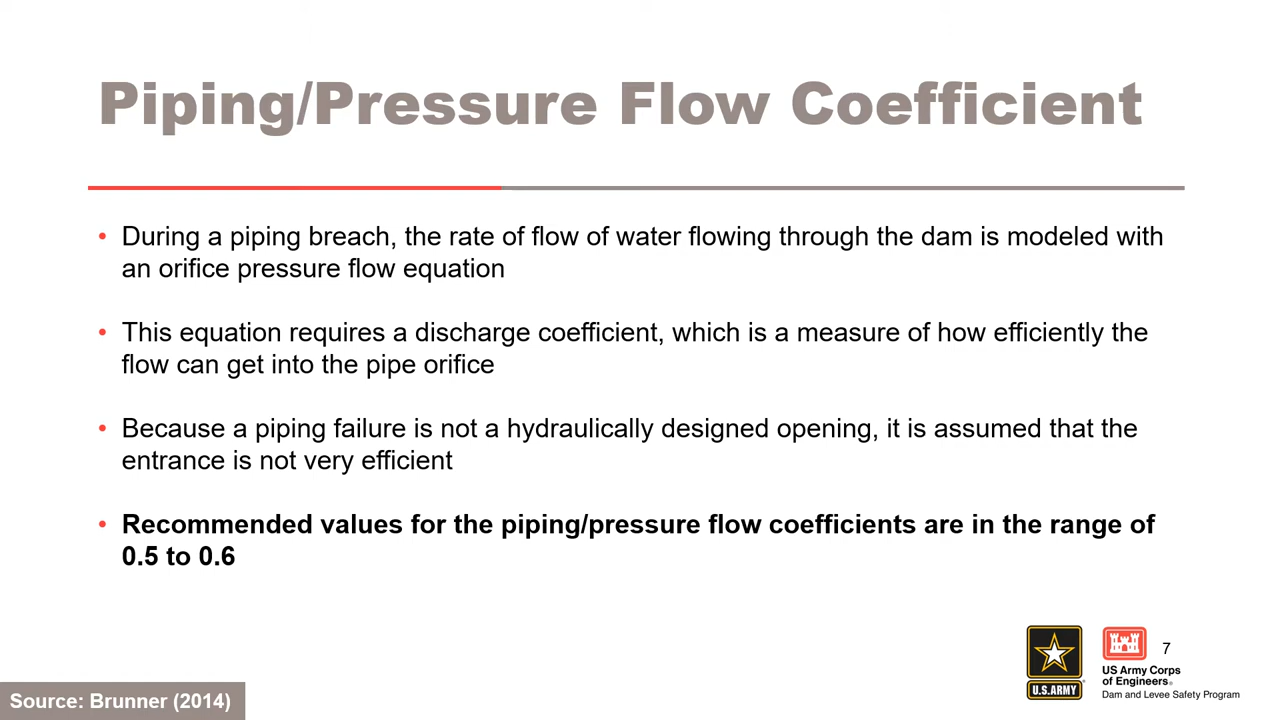 Piping/Pressure Flow Coefficient
• During a piping breach, the rate of flow of water flowing through the dam is modeled with
an orifice pressure flow equation
• This equation requires a discharge coefficient, which is a measure of how efficiently the
flow can get into the pipe orifice
• Because a piping failure is not a hydraulically designed opening, it is assumed that the
entrance is not very efficient
• Recommended values for the piping/pressure flow coefficients are in the range of
0.5 to 0.6
U.S.ARMY
7
US Army Corps
of Engineers®
Dam and Levee Safety Program
Source: Brunner (2014)